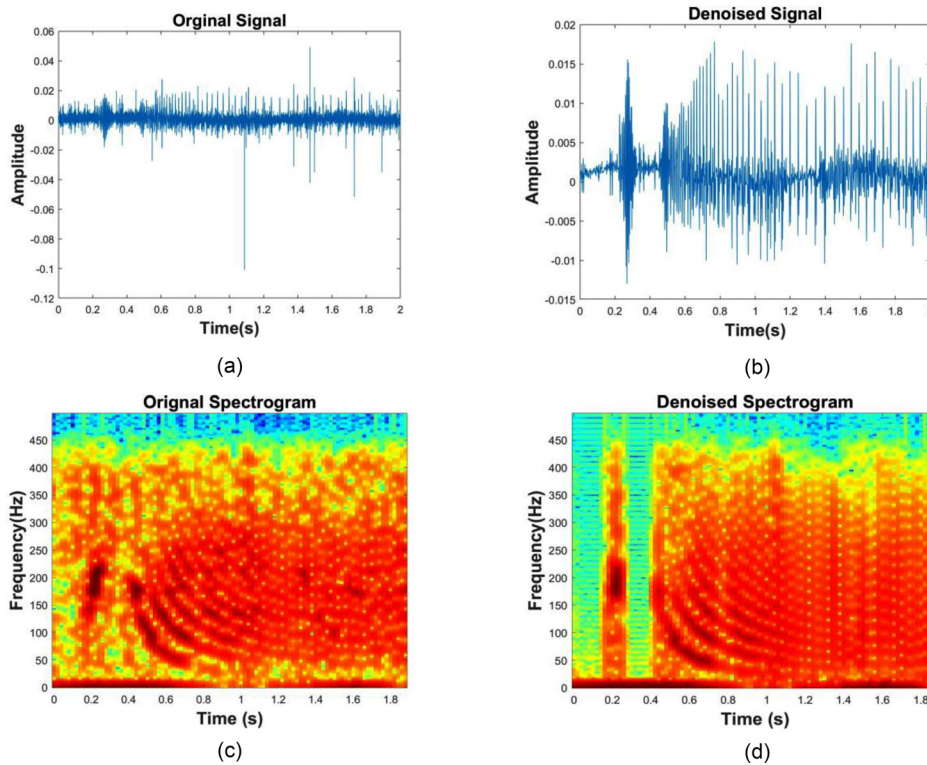 Orginal Signal
0.06
0.04
0.02
0
-0.02
-0.04
-0.06
-0.08
-0.1
-0.12
Amplitude
0 0.2 0.4 0.6 0.8 1 1.2 1.4 1.6 1.8 2
Time(s)
(a)
Denoised Signal
0.02
0.015
0.01
0.005
0
-0.005
-0.01
-0.015
Amplitude
0 0.2 0.4 0.6 0.8 1 1.2 1.4 1.6 1.8
Time(s)
(b)
Orignal Spectrogram
450
400
350
300
250
200
150
100
50
0
Frequency(Hz)
0 0.2 0.4 0.6 0.8 1 1.2 1.4 1.6 1.8
Time (s)
(c)
Denoised Spectrogram
450
400
350
300
250
200
150
100
50
0
Frequency(Hz)
0 0.2 0.4 0.6 0.8 1 1.2 1.4 1.6 1.8
Time (s)
(d)